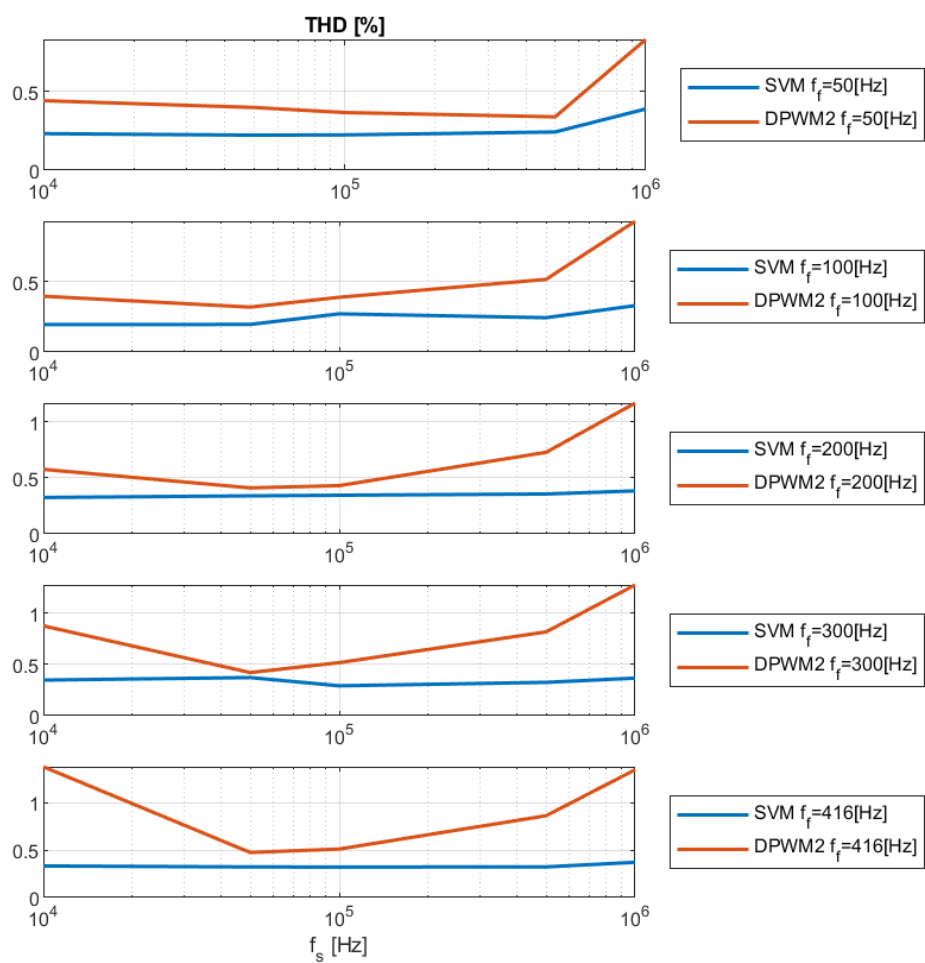 THD [%]
0.5
0
10^4
10^5
10^6
SVM f_f=50[Hz]
DPWM2 f_f=50[Hz]
0.5
0
10^4
10^5
10^6
SVM f_f=100[Hz]
DPWM2 f_f=100[Hz]
1
0.5
0
10^4
10^5
10^6
SVM f_f=200[Hz]
DPWM2 f_f=200[Hz]
1
0.5
0
10^4
10^5
10^6
SVM f_f=300[Hz]
DPWM2 f_f=300[Hz]
1
0.5
0
10^4
10^5
10^6
SVM f_f=416[Hz]
DPWM2 f_f=416[Hz]
f_s [Hz]